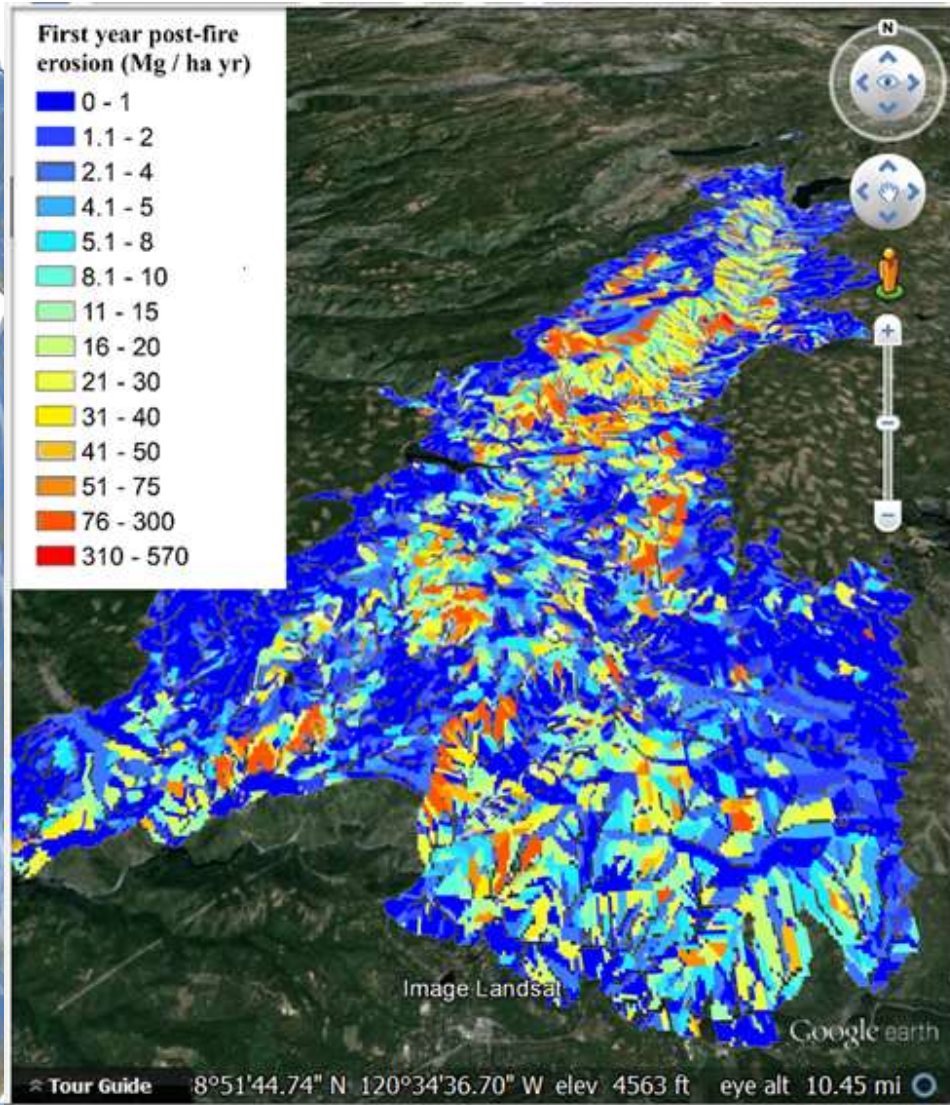 First year post-fire
erosion (Mg / ha yr)
0 - 1
1.1 - 2
2.1 - 4
4.1 - 5
5.1 - 8
8.1 - 10
11 - 15
16 - 20
21 - 30
31 - 40
41 - 50
51 - 75
76 - 300
310 - 570
N
Image Landsat
Google earth
Tour Guide 8°51'44.74" N 120°34'36.70" W elev 4563 ft eye alt 10.45 mi